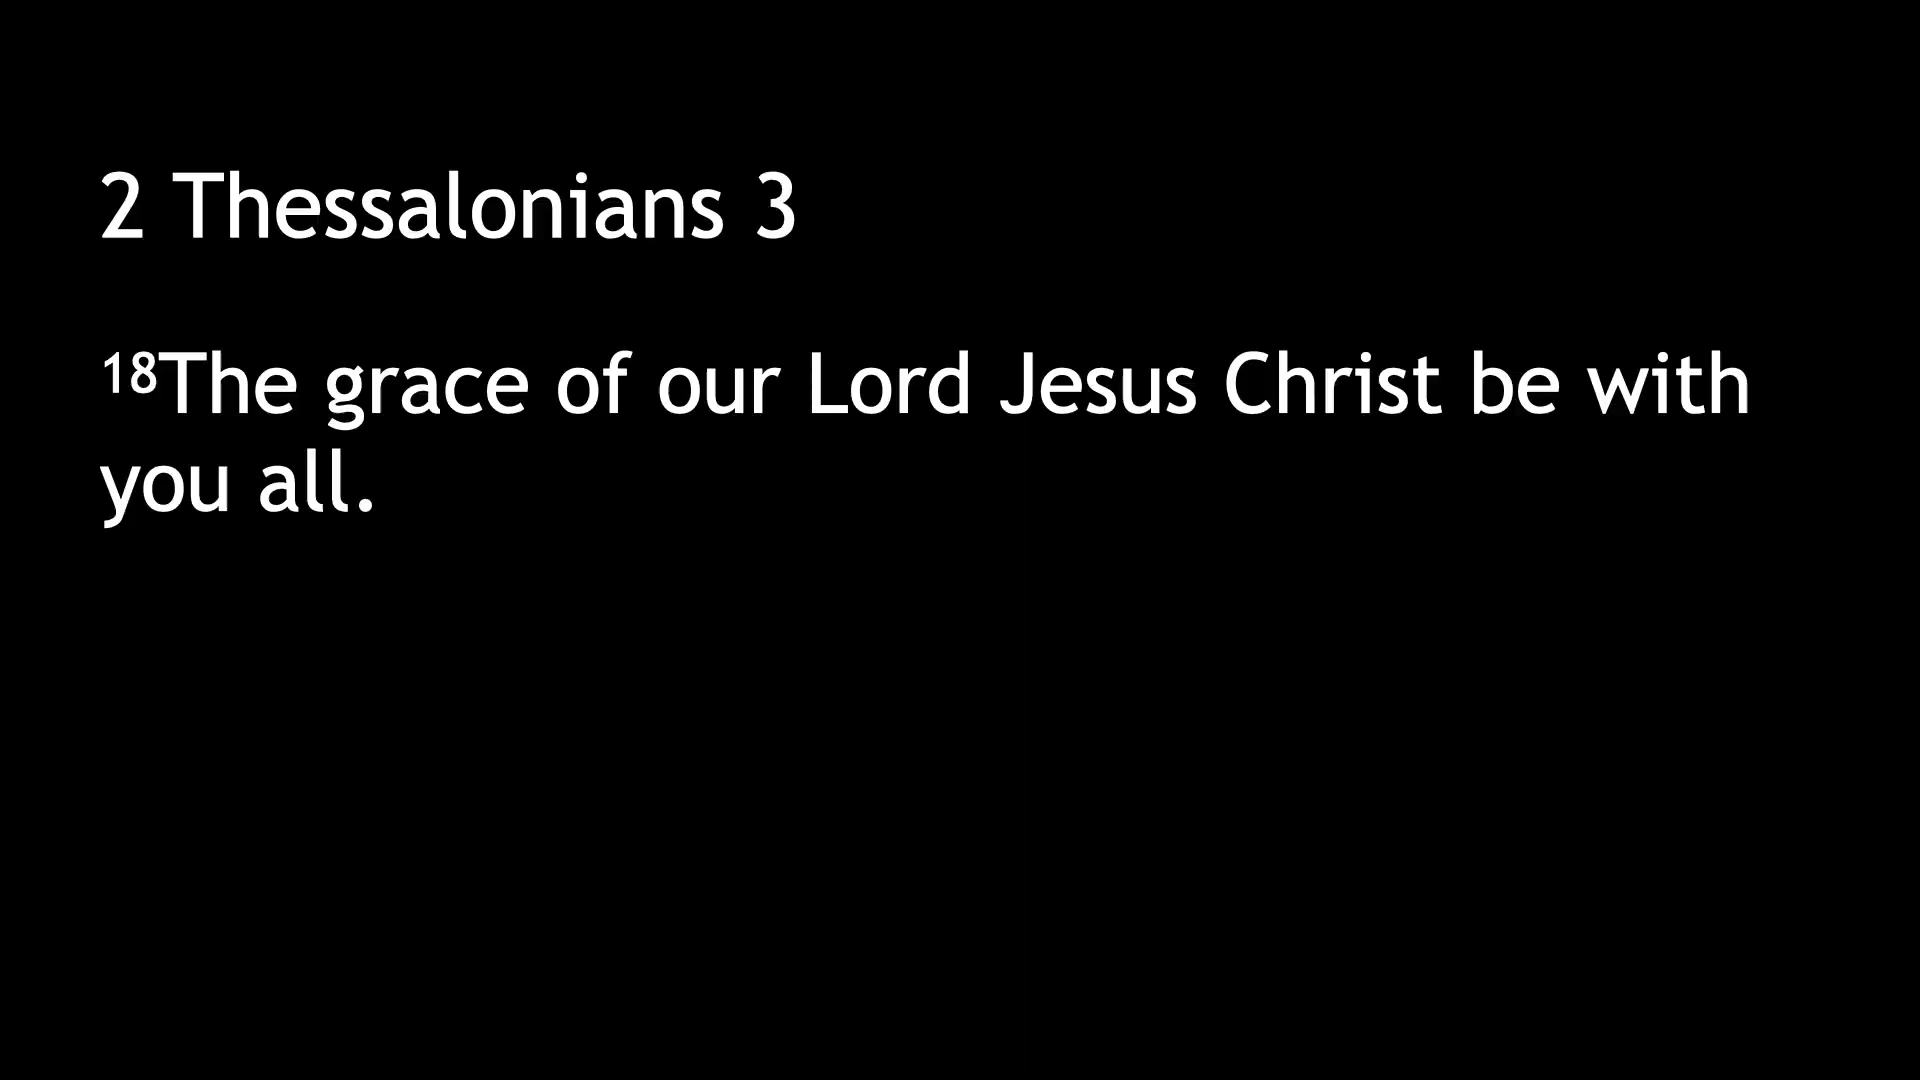 2 Thessalonians 3
18The grace of our Lord Jesus Christ be with
you all.